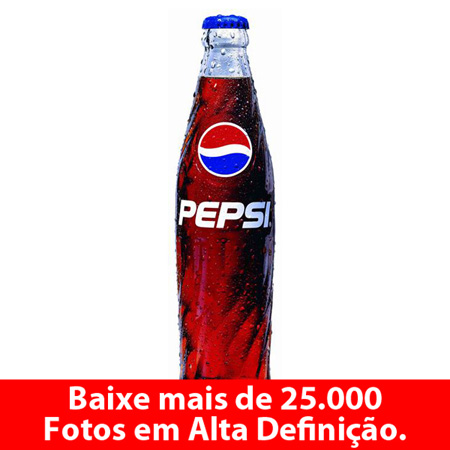 PEPSI
Baixe mais de 25.000
Fotos em Alta Definição.